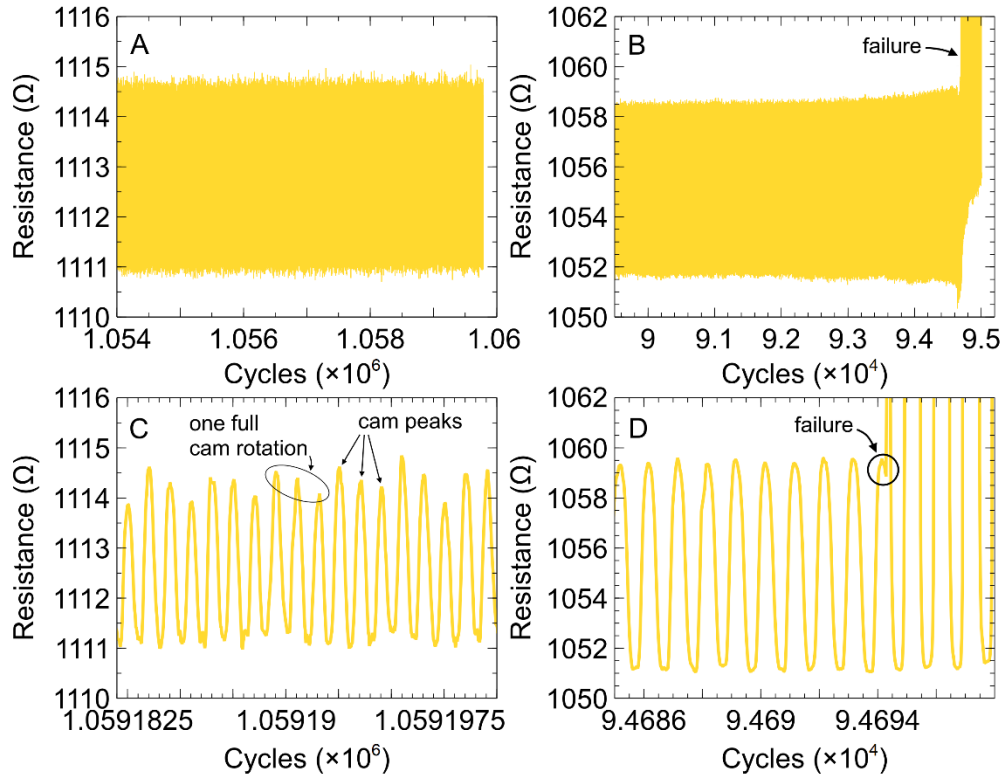 A
Resistance (Ω)
1116
1115
1114
1113
1112
1111
1110
1.054
1.056
1.058
1.06
Cycles (×10⁶)
B
failure
Resistance (Ω)
1062
1060
1058
1056
1054
1052
1050
9
9.1
9.2
9.3
9.4
9.5
Cycles (×10⁴)
C
one full
cam rotation
cam peaks
Resistance (Ω)
1116
1115
1114
1113
1112
1111
1110
1.0591825
1.05919
1.0591975
Cycles (×10⁶)
D
failure
Resistance (Ω)
1062
1060
1058
1056
1054
1052
1050
9.4686
9.469
9.4694
Cycles (×10⁴)